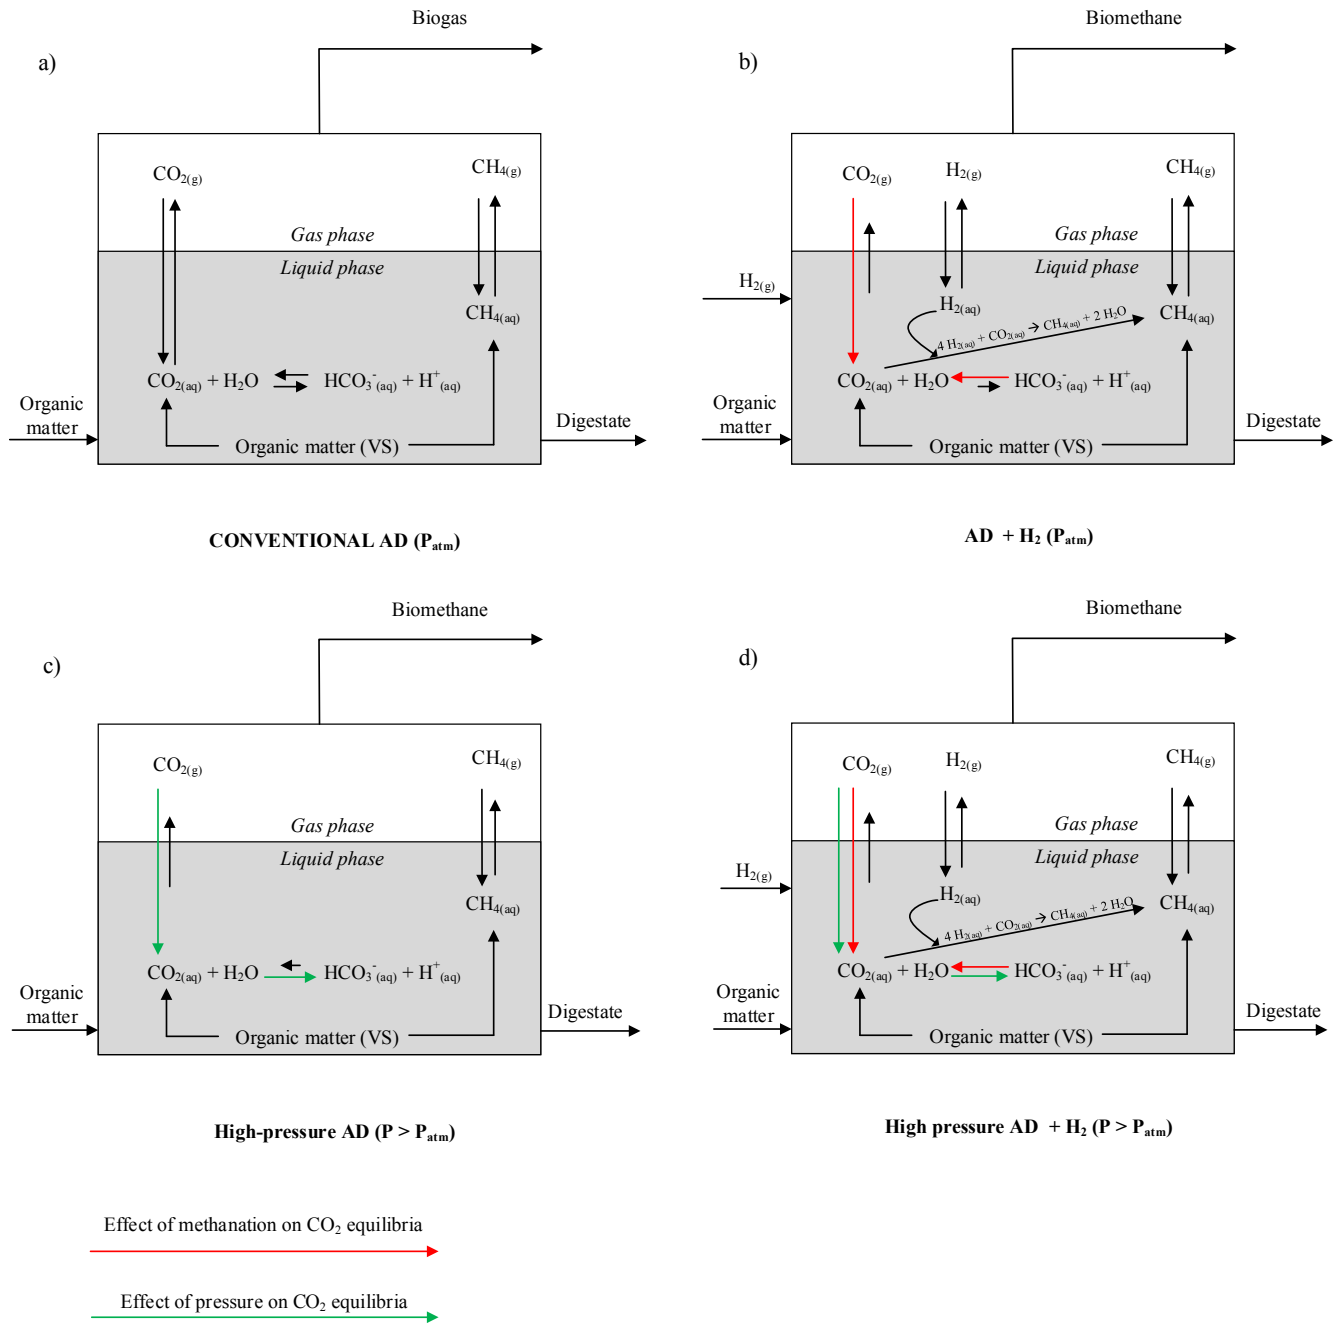 Biogas
a)
CO2(g)
CH4(g)
Gas phase
Liquid phase
CH4(aq)
CO2(aq) + H2O
HCO3-(aq) + H+(aq)
Organic
matter
Organic matter (VS)
Digestate
CONVENTIONAL AD (Patm)
Biomethane
b)
CO2(g)
H2(g)
CH4(g)
Gas phase
Liquid phase
H2(g)
H2(aq)
4 H2(aq) + CO2(aq) → CH4(aq) + 2 H2O
CH4(aq)
CO2(aq) + H2O
HCO3-(aq) + H+(aq)
Organic
matter
Organic matter (VS)
Digestate
AD + H2 (Patm)
Biomethane
c)
CO2(g)
CH4(g)
Gas phase
Liquid phase
CH4(aq)
CO2(aq) + H2O
HCO3-(aq) + H+(aq)
Organic
matter
Organic matter (VS)
Digestate
High-pressure AD (P > Patm)
Biomethane
d)
CO2(g)
H2(g)
CH4(g)
Gas phase
Liquid phase
H2(g)
H2(aq)
4 H2(aq) + CO2(aq) → CH4(aq) + 2 H2O
CH4(aq)
CO2(aq) + H2O
HCO3-(aq) + H+(aq)
Organic
matter
Organic matter (VS)
Digestate
High pressure AD + H2 (P > Patm)
Effect of methanation on CO2 equilibria
Effect of pressure on CO2 equilibria